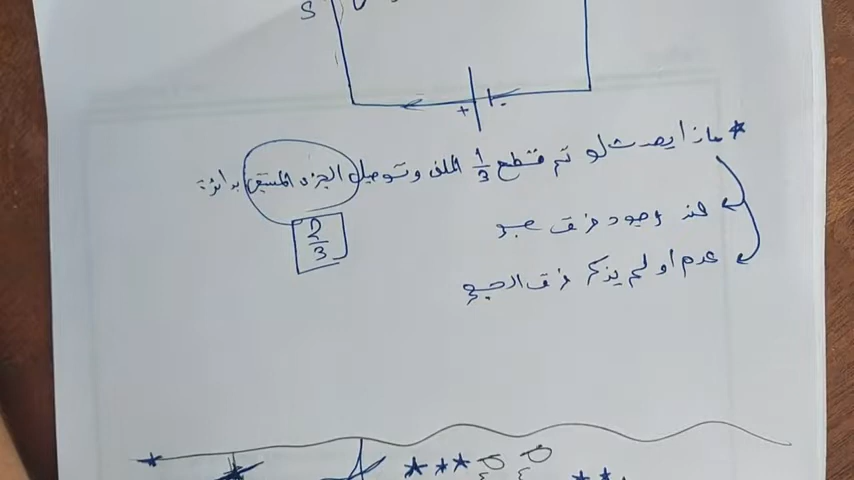 S
+ -
* ماذا يحدث لو تم قطع 1/3 الملف وتوصيل الجزء المتبقي بدائرة
2/3
عند وجود فرق جهد
عدم او لم يذكر فرق الجهد